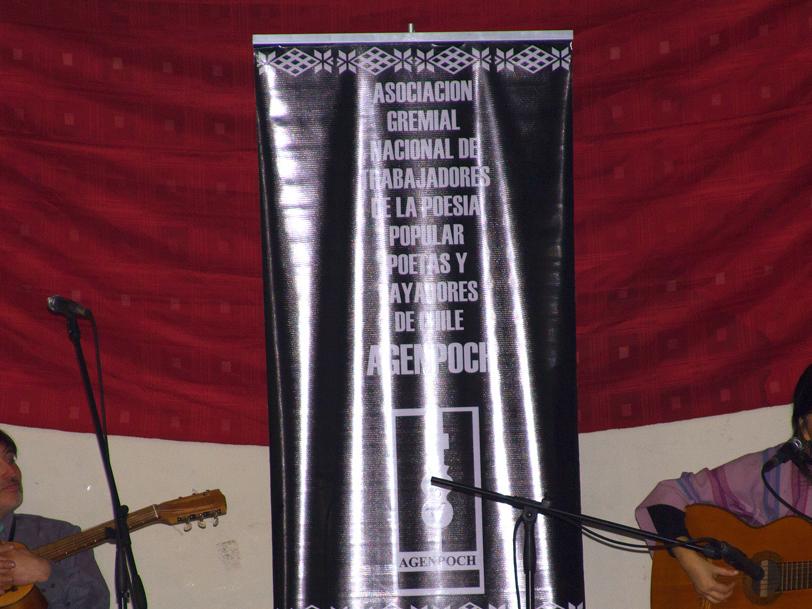 ASOCIACION
GREMIAL
NACIONAL DE
TRABAJADORES
DE LA POESIA
POPULAR
POETAS Y
PAYADORES
DE CHILE
AGENPOCH
AGENPOCH